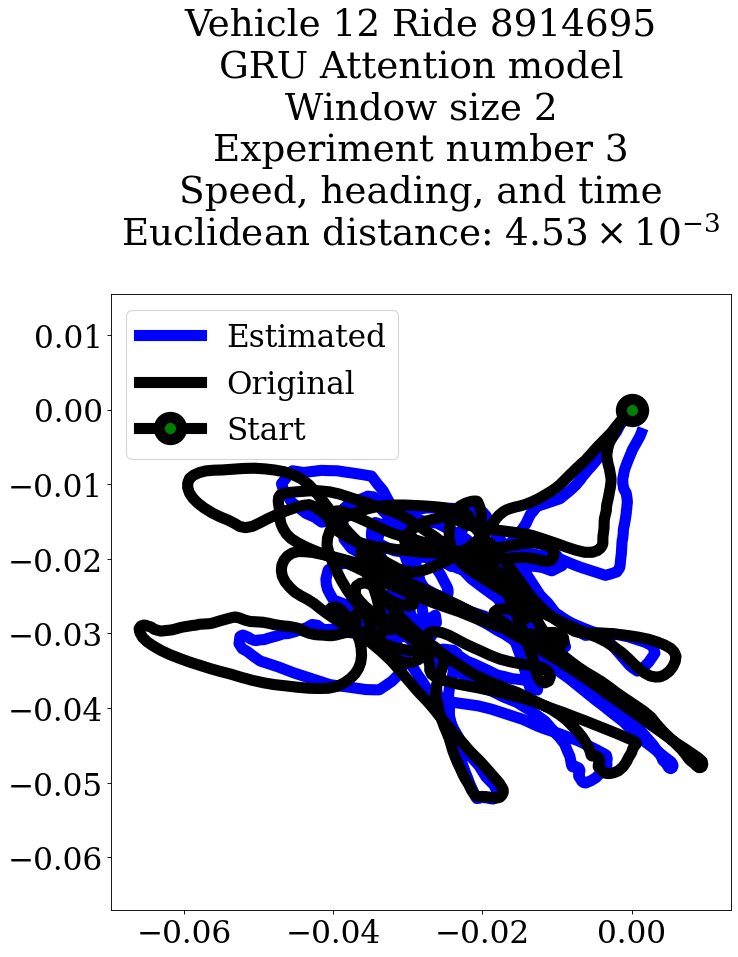 Vehicle 12 Ride 8914695
GRU Attention model
Window size 2
Experiment number 3
Speed, heading, and time
Euclidean distance: 4.53 × 10⁻³
Estimated
Original
Start
0.01
0.00
−0.01
−0.02
−0.03
−0.04
−0.05
−0.06
−0.06 −0.04 −0.02 0.00